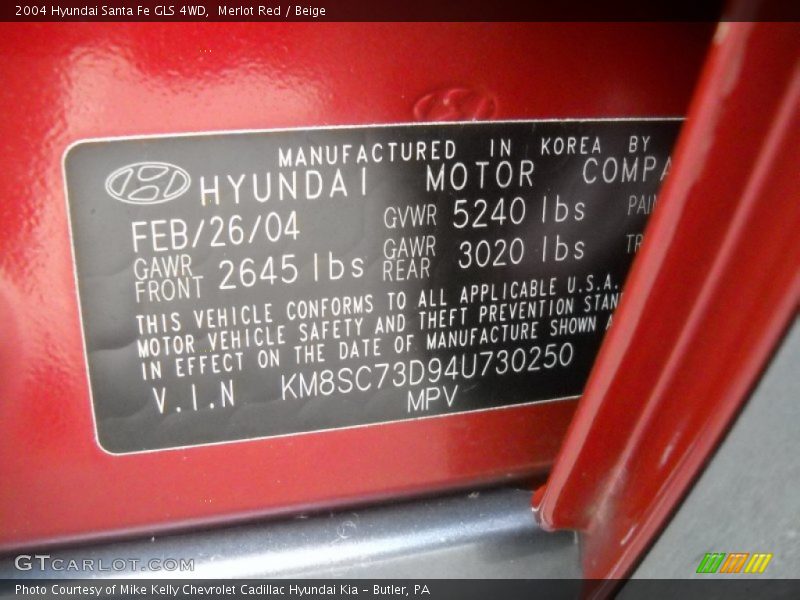 2004 Hyundai Santa Fe GLS 4WD, Merlot Red / Beige
MANUFACTURED IN KOREA BY
HYUNDAI MOTOR COMPA
FEB/26/04 GVWR 5240 lbs PAIN
GAWR FRONT 2645 lbs GAWR REAR 3020 lbs TR
THIS VEHICLE CONFORMS TO ALL APPLICABLE U.S.A.
MOTOR VEHICLE SAFETY AND THEFT PREVENTION STAN
IN EFFECT ON THE DATE OF MANUFACTURE SHOWN A
V.I.N KM8SC73D94U730250
MPV
GTCARLOT.COM
Photo Courtesy of Mike Kelly Chevrolet Cadillac Hyundai Kia – Butler, PA